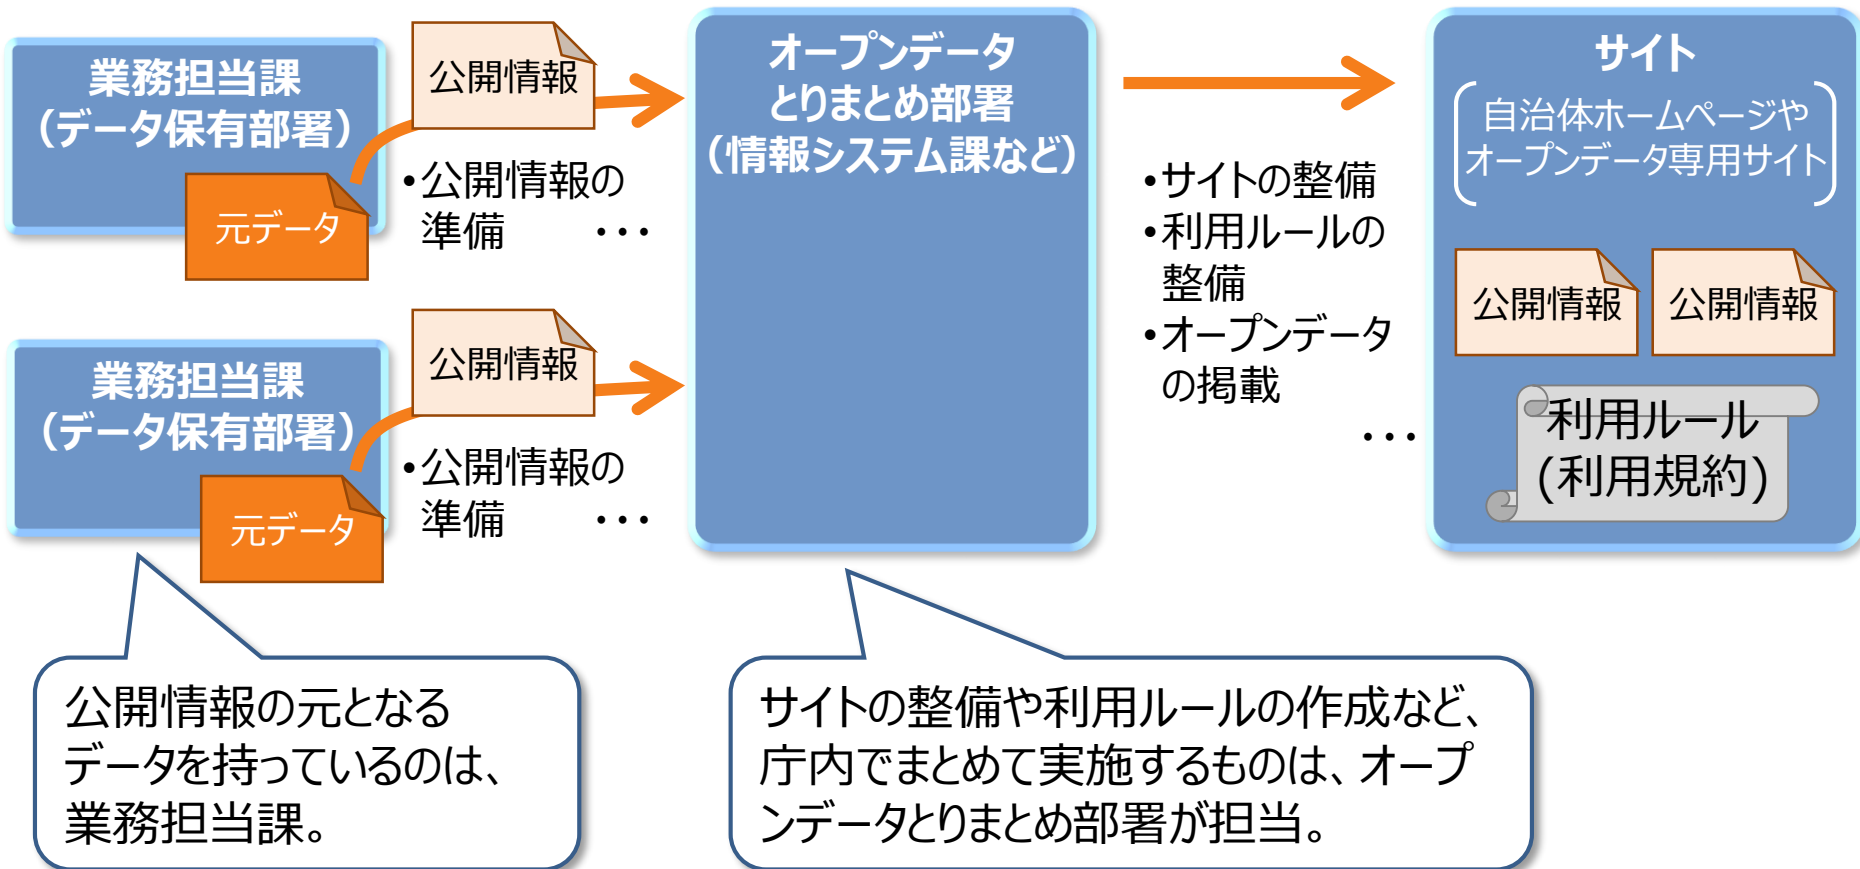 業務担当課
（データ保有部署）
元データ
公開情報
•公開情報の
準備　・・・
業務担当課
（データ保有部署）
元データ
公開情報
•公開情報の
準備　・・・
オープンデータ
とりまとめ部署
（情報システム課など）
•サイトの整備
•利用ルールの
整備
•オープンデータ
の掲載
・・・
サイト
自治体ホームページや
オープンデータ専用サイト
公開情報
公開情報
利用ルール
(利用規約)
公開情報の元となる
データを持っているのは、
業務担当課。
サイトの整備や利用ルールの作成など、
庁内でまとめて実施するものは、オープ
ンデータとりまとめ部署が担当。